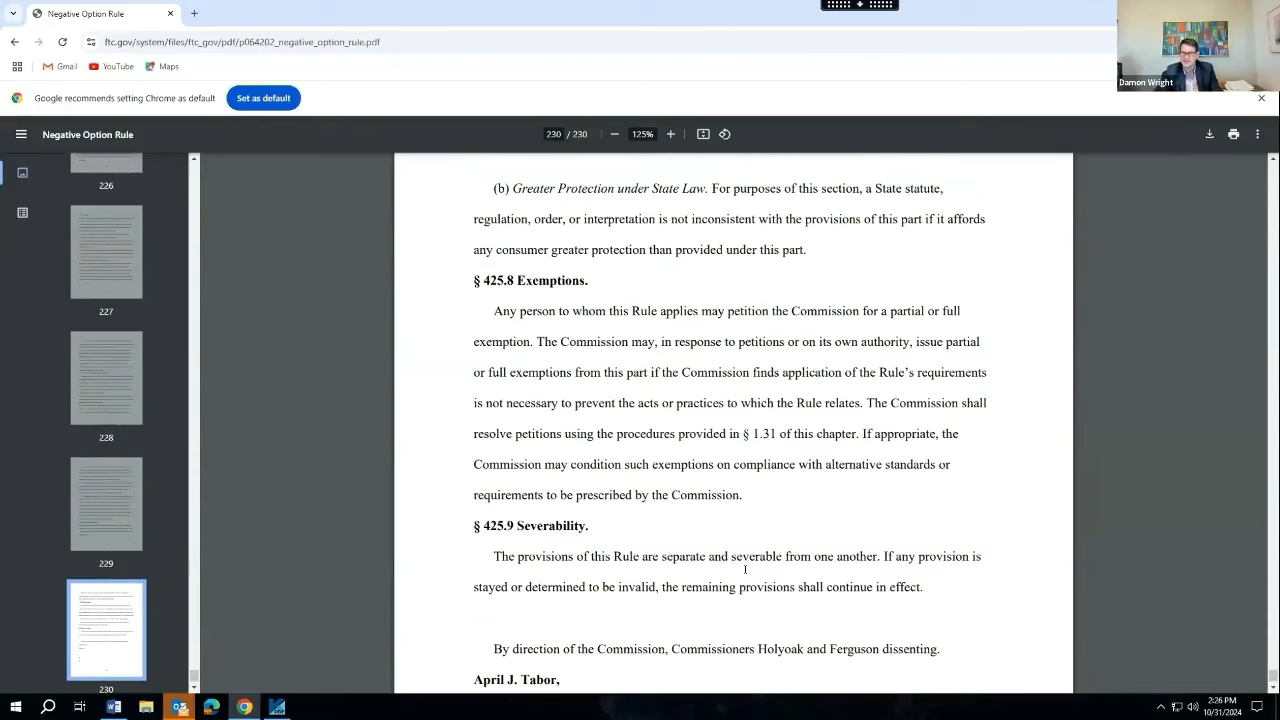 Negative Option Rule
ftc.gov/system/files/ftc_gov/pdf/p064202_negative_option_rule.pdf
Gmail
YouTube
Maps
Google recommends setting Chrome as default
Set as default
Damon Wright
Negative Option Rule
230 / 230
125%
226
227
228
229
230
(b) Greater Protection under State Law. For purposes of this section, a State statute,
regulation, order, or interpretation is not inconsistent with the provisions of this part if it affords
any consumer greater protection than provided under this part.
§ 425.8 Exemptions.
Any person to whom this Rule applies may petition the Commission for a partial or full
exemption. The Commission may, in response to petitions or on its own authority, issue partial
or full exemptions from this part if the Commission finds application of the Rule’s requirements
is not necessary to prevent the acts or practices to which the Rule relates. The Commission shall
resolve petitions using the procedures provided in § 1.31 of this chapter. If appropriate, the
Commission may condition such exemptions on compliance with alternative standards or
requirements to be prescribed by the Commission.
§ 425.9 Severability.
The provisions of this Rule are separate and severable from one another. If any provision is
stayed or determined to be invalid, the remaining provisions shall continue in effect.
By direction of the Commission, Commissioners Holyoak and Ferguson dissenting.
April J. Tabor,
2:26 PM
10/31/2024